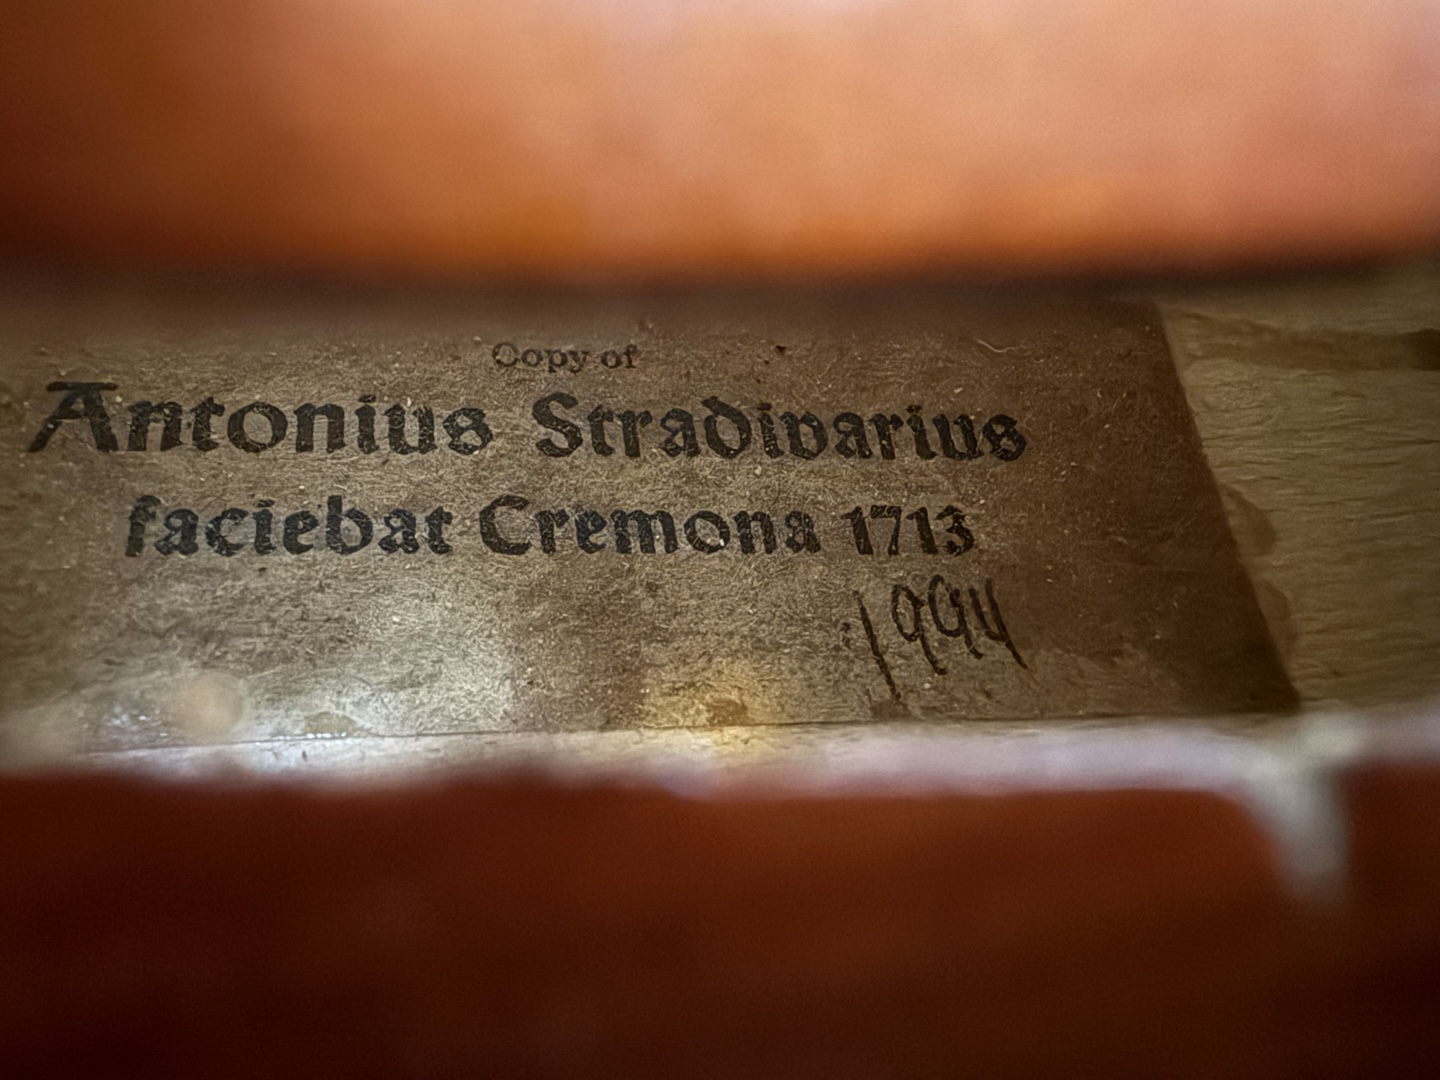 Copy of
Antonius Stradivarius
faciebat Cremona 1713
1994